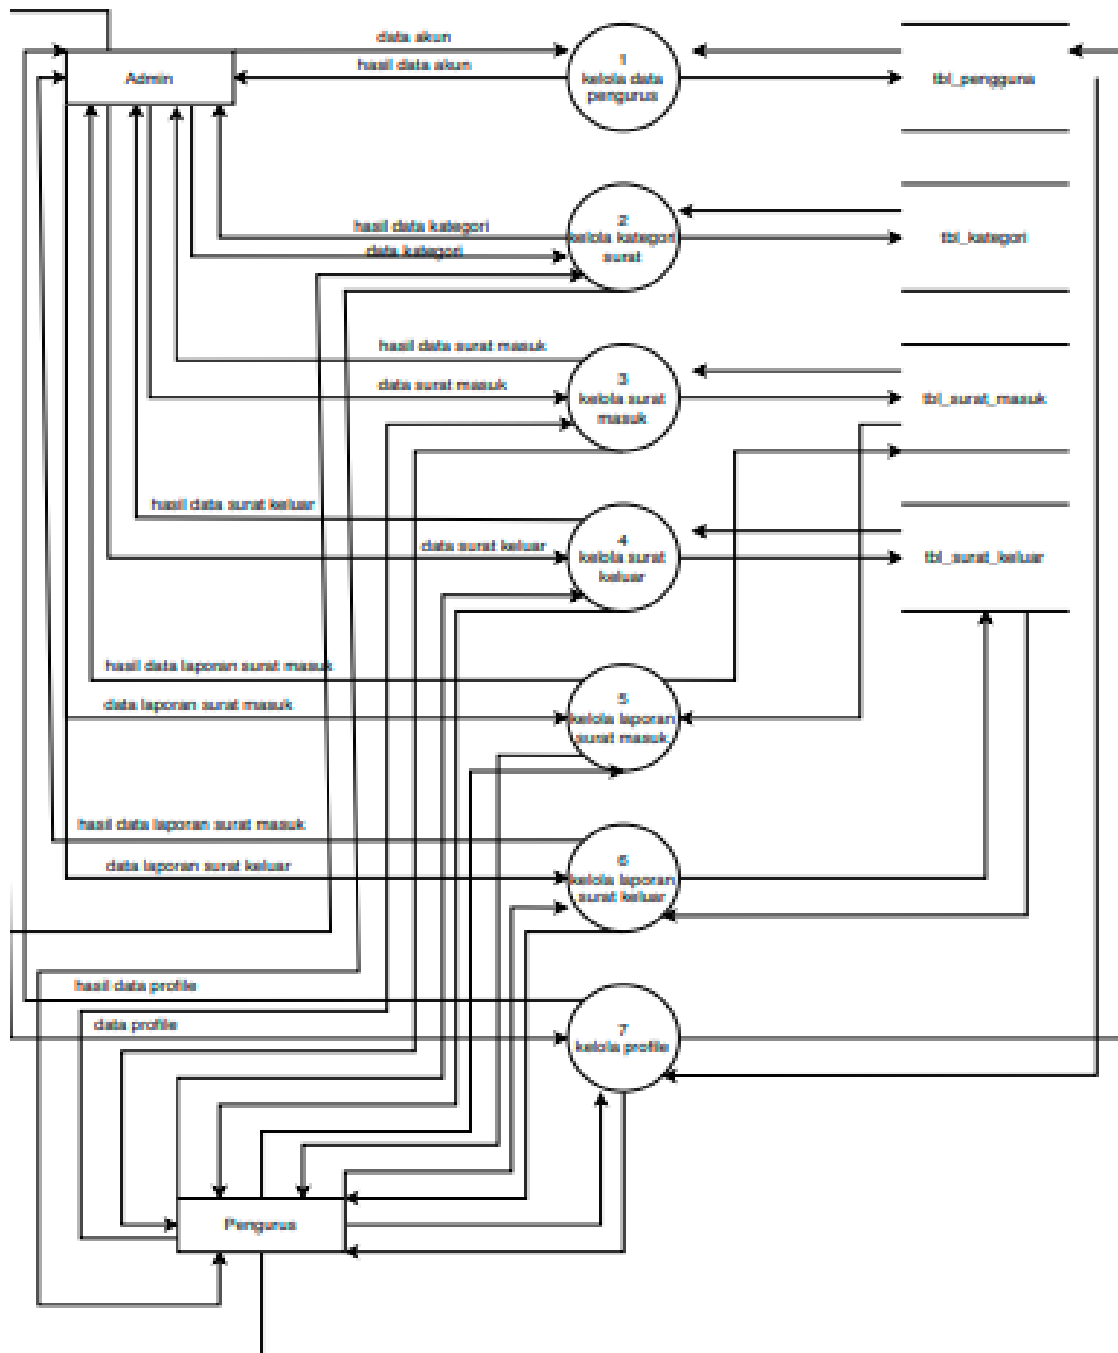 data akun
hasil data akun
Admin
1
kelola data
pengurus
tbl_pengguna
hasil data kategori
data kategori
2
kelola kategori
surat
tbl_kategori
hasil data surat masuk
data surat masuk
3
kelola surat
masuk
tbl_surat_masuk
hasil data surat keluar
data surat keluar
4
kelola surat
keluar
tbl_surat_keluar
hasil data laporan surat masuk
data laporan surat masuk
5
kelola laporan
surat masuk
hasil data laporan surat masuk
data laporan surat keluar
6
kelola laporan
surat keluar
hasil data profile
data profile
7
kelola profile
Pengurus